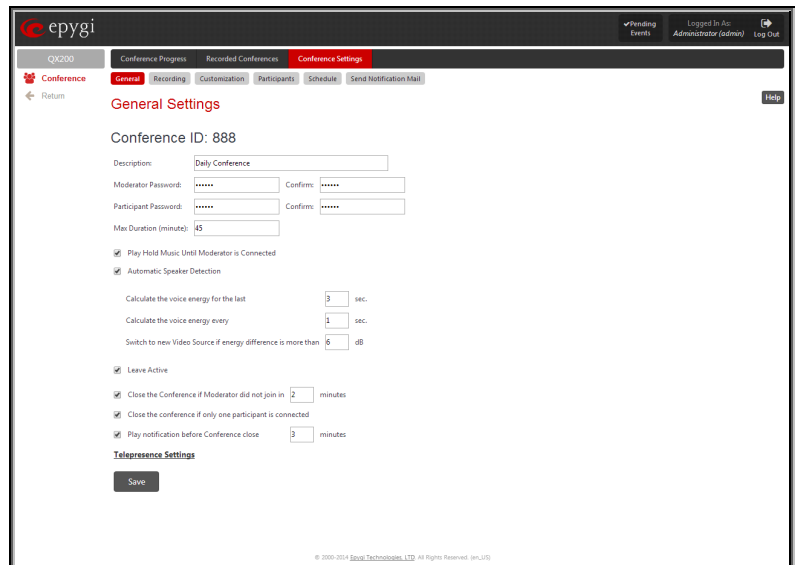 epygi
✔Pending Events
Logged In As:
Administrator (admin)
Log Out
QX200
Conference Progress Recorded Conferences Conference Settings
Conference
Return
General Recording Customization Participants Schedule Send Notification Mail
General Settings
Help
Conference ID: 888
Description: Daily Conference
Moderator Password: •••••• Confirm: ••••••
Participant Password: •••••• Confirm: ••••••
Max Duration (minute): 45
Play Hold Music Until Moderator is Connected
Automatic Speaker Detection
Calculate the voice energy for the last 3 sec.
Calculate the voice energy every 1 sec.
Switch to new Video Source if energy difference is more than 6 dB
Leave Active
Close the Conference if Moderator did not join in 2 minutes
Close the conference if only one participant is connected
Play notification before Conference close 3 minutes
Telepresence Settings
Save
© 2000-2014 Epygi Technologies, LTD. All Rights Reserved. (en_US)